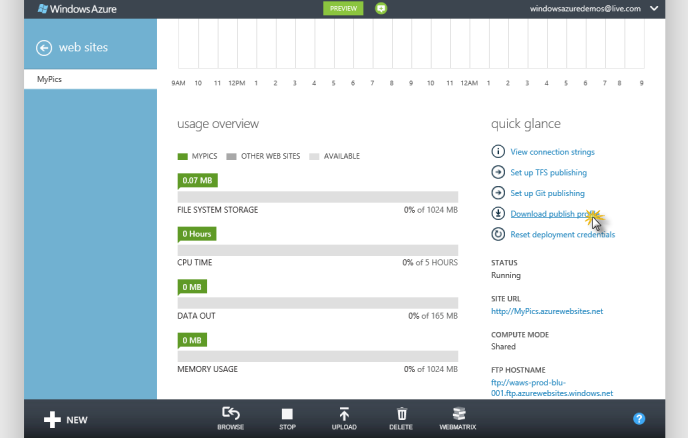 Windows Azure
PREVIEW
windowsazuredemos@live.com
web sites
MyPics
9AM 10 11 12PM 1 2 3 4 5 6 7 8 9 10 11 12AM 1 2 3 4 5 6 7 8 9
usage overview
MYPICS OTHER WEB SITES AVAILABLE
0.07 MB
FILE SYSTEM STORAGE 0% of 1024 MB
0 Hours
CPU TIME 0% of 5 HOURS
0 MB
DATA OUT 0% of 165 MB
0 MB
MEMORY USAGE 0% of 1024 MB
quick glance
View connection strings
Set up TFS publishing
Set up Git publishing
Download publish profile
Reset deployment credentials
STATUS
Running
SITE URL
http://MyPics.azurewebsites.net
COMPUTE MODE
Shared
FTP HOSTNAME
ftp://waws-prod-blu-
001.ftp.azurewebsites.windows.net
NEW
BROWSE
STOP
UPLOAD
DELETE
WEBMATRIX
?